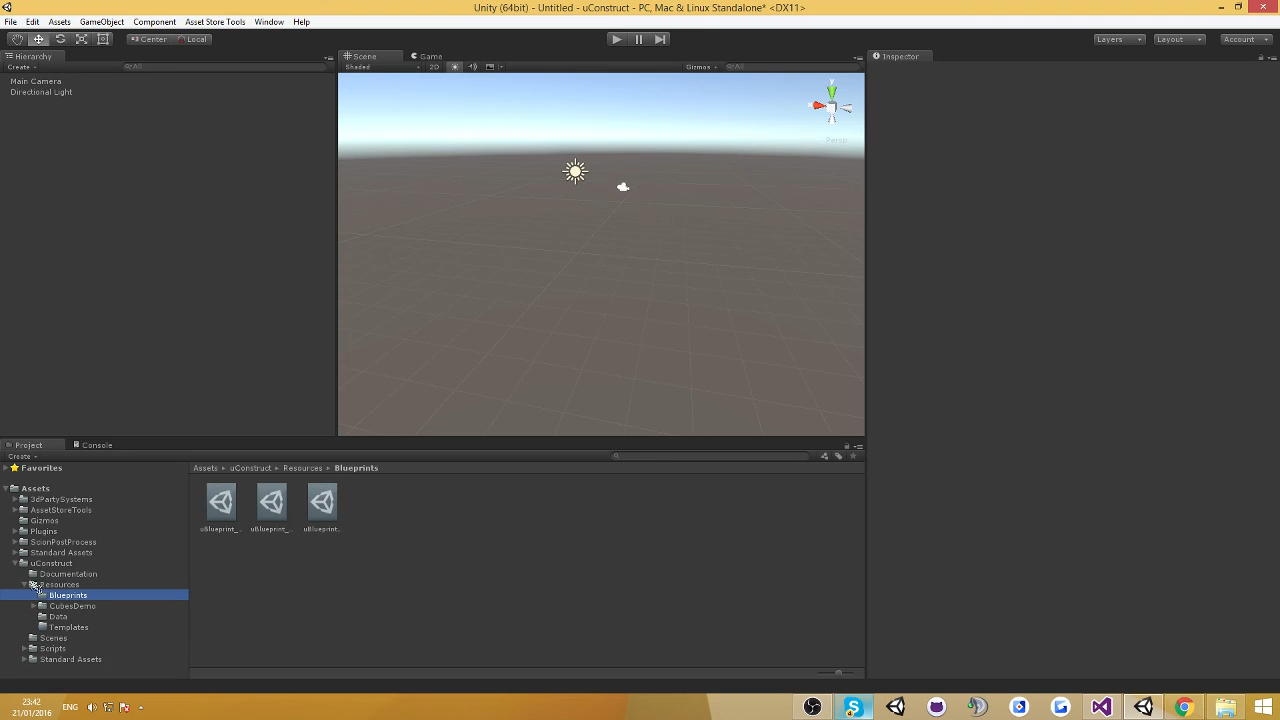 Unity (64bit) - Untitled - uConstruct - PC, Mac & Linux Standalone* <DX11>
File Edit Assets GameObject Component Asset Store Tools Window Help
Center Local Layers Layout Account
Hierarchy Scene Game Inspector
Create All Shaded 2D Gizmos All
Main Camera
Directional Light
y
x
Persp
Project Console
Create
Favorites
Assets uConstruct Resources Blueprints
Assets
3dPartySystems
AssetStoreTools
Gizmos
Plugins
ScionPostProcess
Standard Assets
uConstruct
Documentation
Resources
Blueprints
CubesDemo
Data
Templates
Scenes
Scripts
Standard Assets
uBlueprint_... uBlueprint_... uBlueprint...
23:42
21/01/2016
ENG